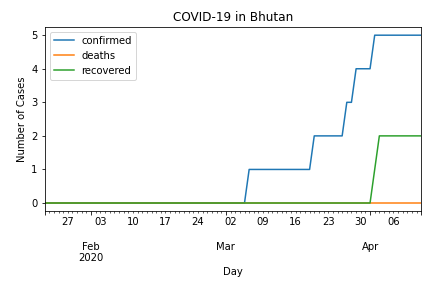 COVID-19 in Bhutan
confirmed
deaths
recovered
Number of Cases
5
4
3
2
1
0
27 03 10 17 24 02 09 16 23 30 06
Feb Mar Apr
2020
Day